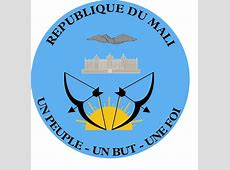 REPUBLIQUE DU MALI
UN PEUPLE - UN BUT - UNE FOI